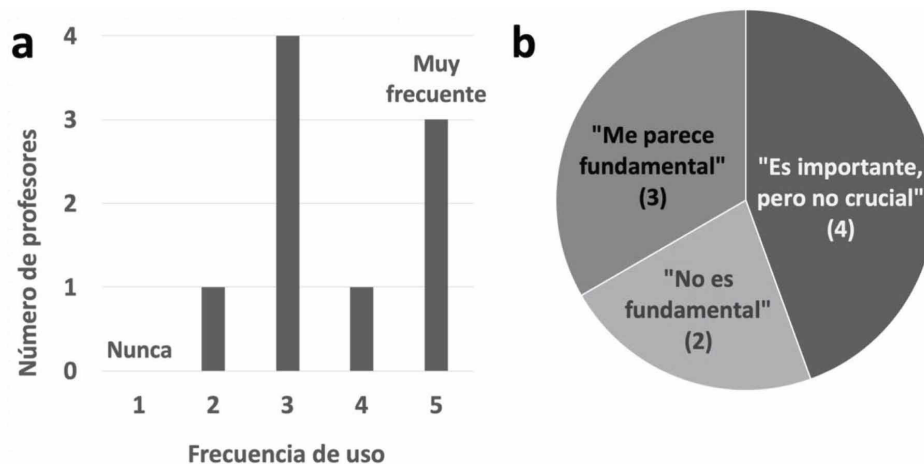 a
4
3
2
1
0
Número de profesores
Nunca
Muy
frecuente
1 2 3 4 5
Frecuencia de uso
b
"Me parece
fundamental"
(3)
"Es importante,
pero no crucial"
(4)
"No es
fundamental"
(2)